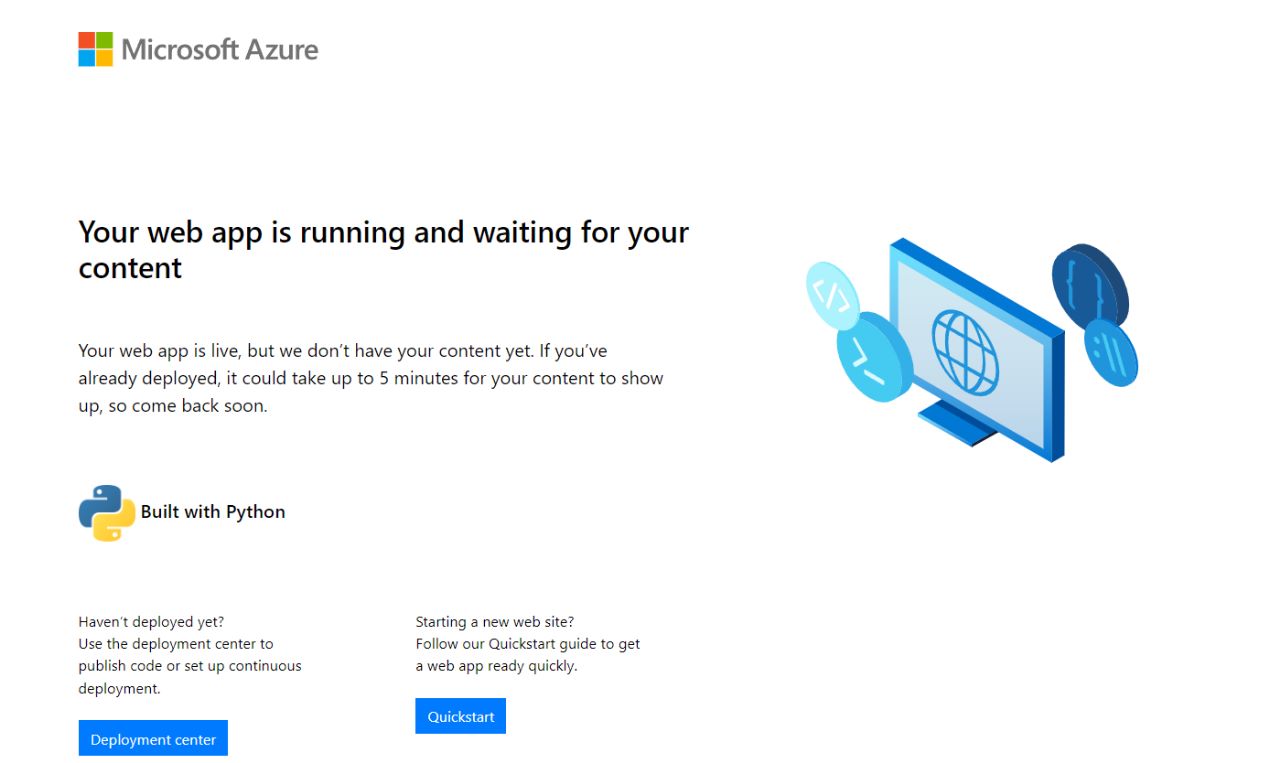 Microsoft Azure
Your web app is running and waiting for your
content
Your web app is live, but we don’t have your content yet. If you’ve
already deployed, it could take up to 5 minutes for your content to show
up, so come back soon.
Built with Python
Haven’t deployed yet?
Use the deployment center to
publish code or set up continuous
deployment.
Deployment center
Starting a new web site?
Follow our Quickstart guide to get
a web app ready quickly.
Quickstart